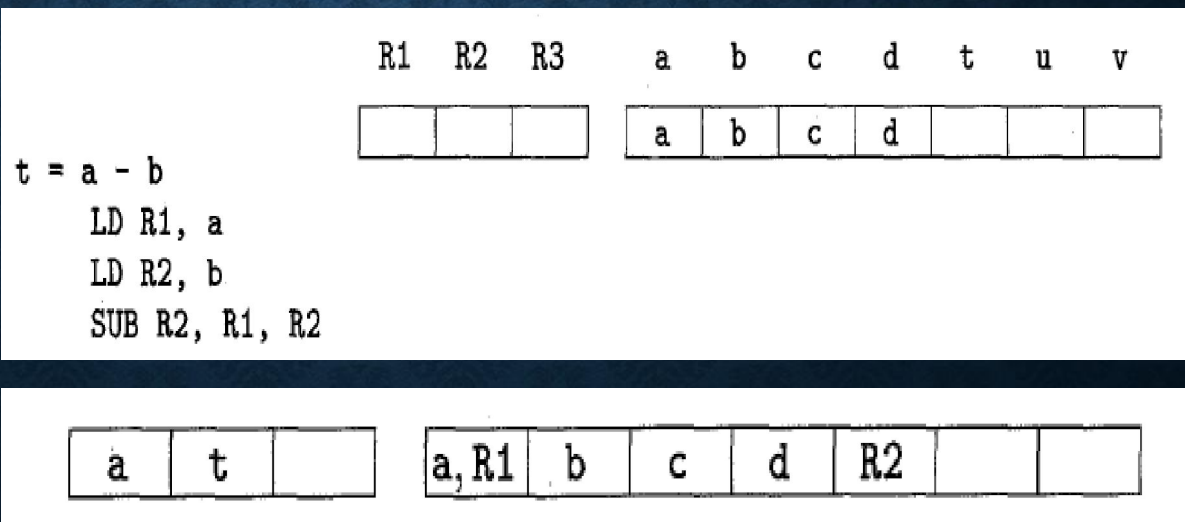 R1 R2 R3 a b c d t u v
a b c d
t = a - b
LD R1, a
LD R2, b
SUB R2, R1, R2
a t a, R1 b c d R2